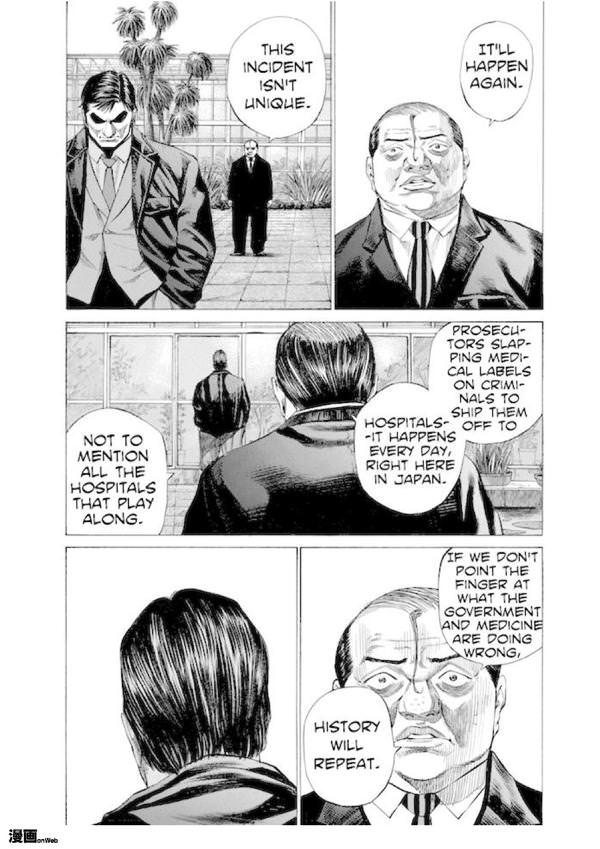 IT'LL
HAPPEN
AGAIN.
THIS
INCIDENT
ISN'T
UNIQUE.
PROSECU-
TORS SLAP-
PING MEDI-
CAL LABELS
ON CRIMI-
NALS TO
SHIP THEM
OFF TO
HOSPITALS-
-IT HAPPENS
EVERY DAY,
RIGHT HERE
IN JAPAN.
NOT TO
MENTION
ALL THE
HOSPITALS
THAT PLAY
ALONG.
IF WE DON'T
POINT THE
FINGER AT
WHAT THE
GOVERNMENT
AND MEDICINE
ARE DOING
WRONG,
HISTORY
WILL
REPEAT.
漫画onWeb